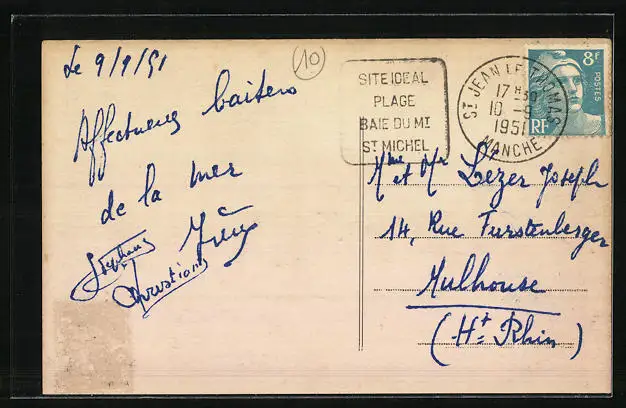 Le 9/9/51
10
Affectueux baisers
de la mer
Stephane
Christiane
SITE IDEAL
PLAGE
BAIE DU MT
ST MICHEL
ST JEAN LE THOMAS
17 H30
10 -9
1951
MANCHE
8F
POSTES
RF
Mme et Mr Lezer Joseph
14, Rue Furstenberger
Mulhouse
(Ht Rhin)